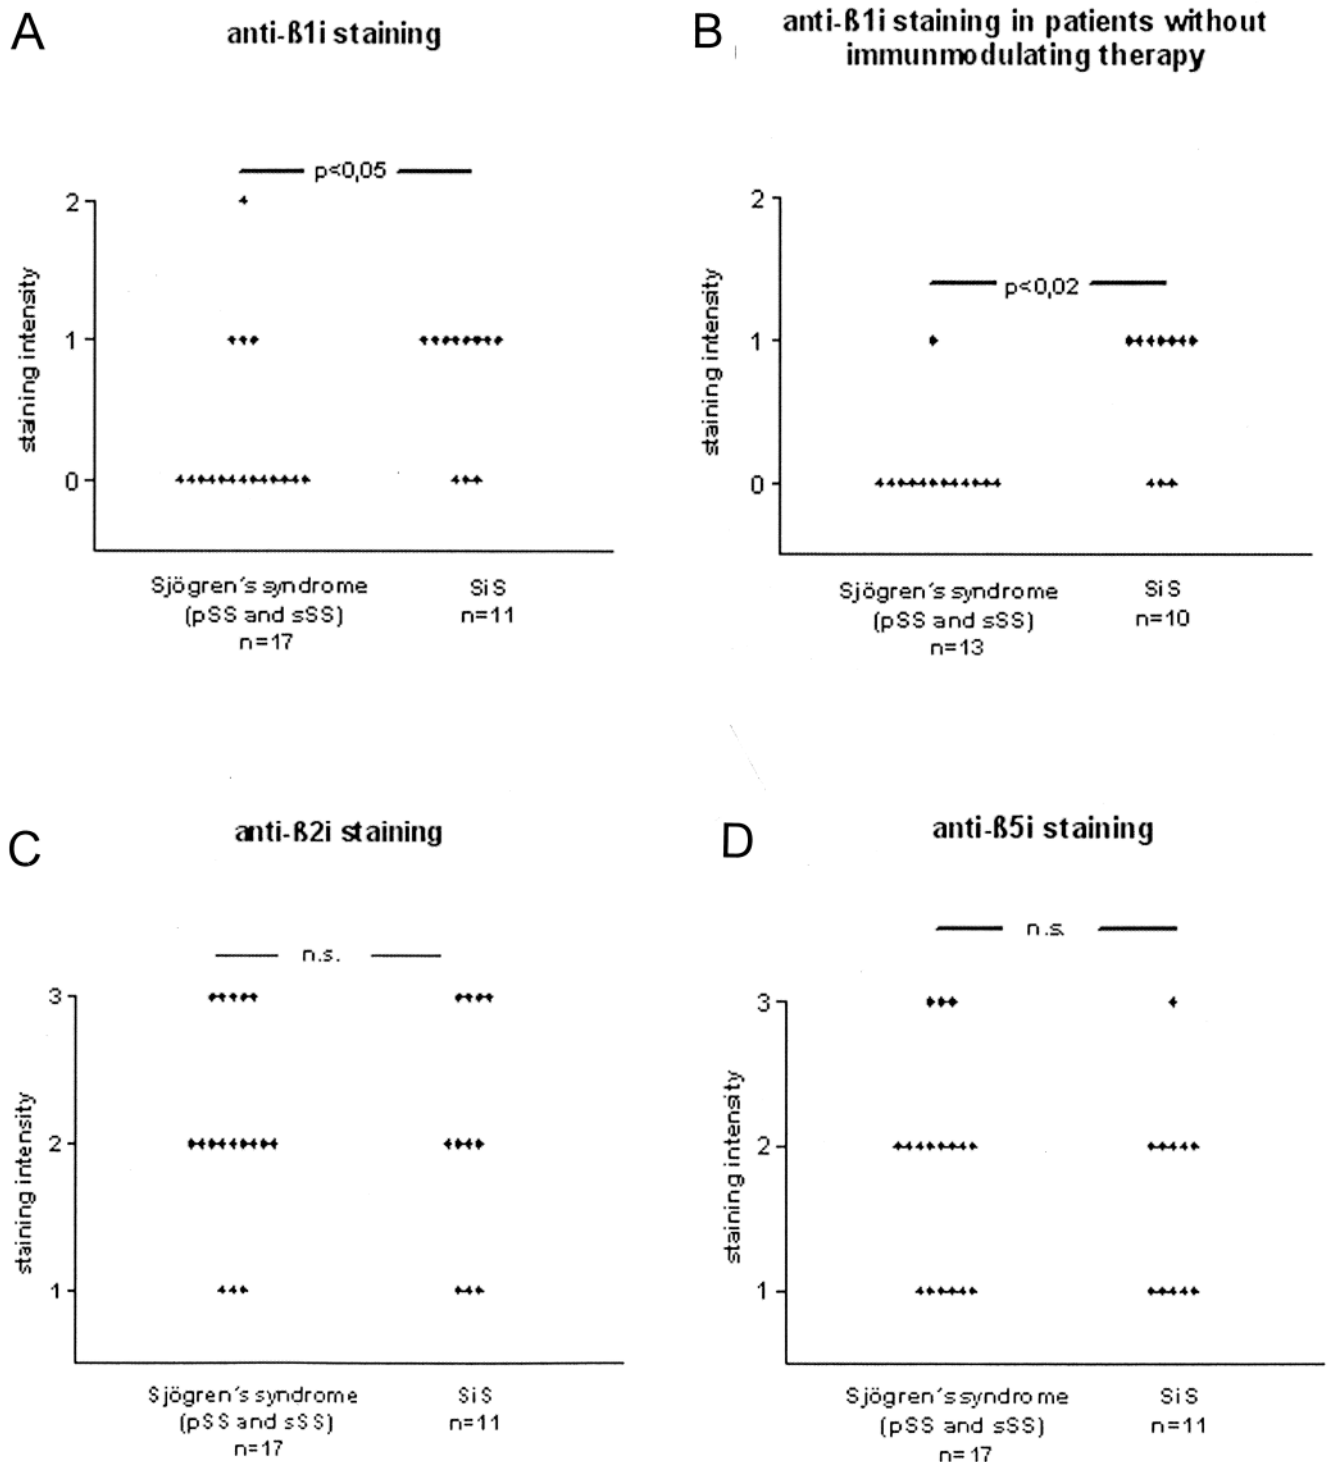 A
anti-ß1i staining
p<0,05
2
1
0
staining intensity
Sjögren´s syndrome
(pSS and sSS)
n=17
SiS
n=11
B
anti-ß1i staining in patients without
immunmodulating therapy
p<0,02
2
1
0
staining intensity
Sjögren´s syndrome
(pSS and sSS)
n=13
SiS
n=10
C
anti-ß2i staining
n.s.
3
2
1
staining intensity
Sjögren´s syndrome
(pSS and sSS)
n=17
SiS
n=11
D
anti-ß5i staining
n.s.
3
2
1
staining intensity
Sjögren´s syndrome
(pSS and sSS)
n=17
SiS
n=11